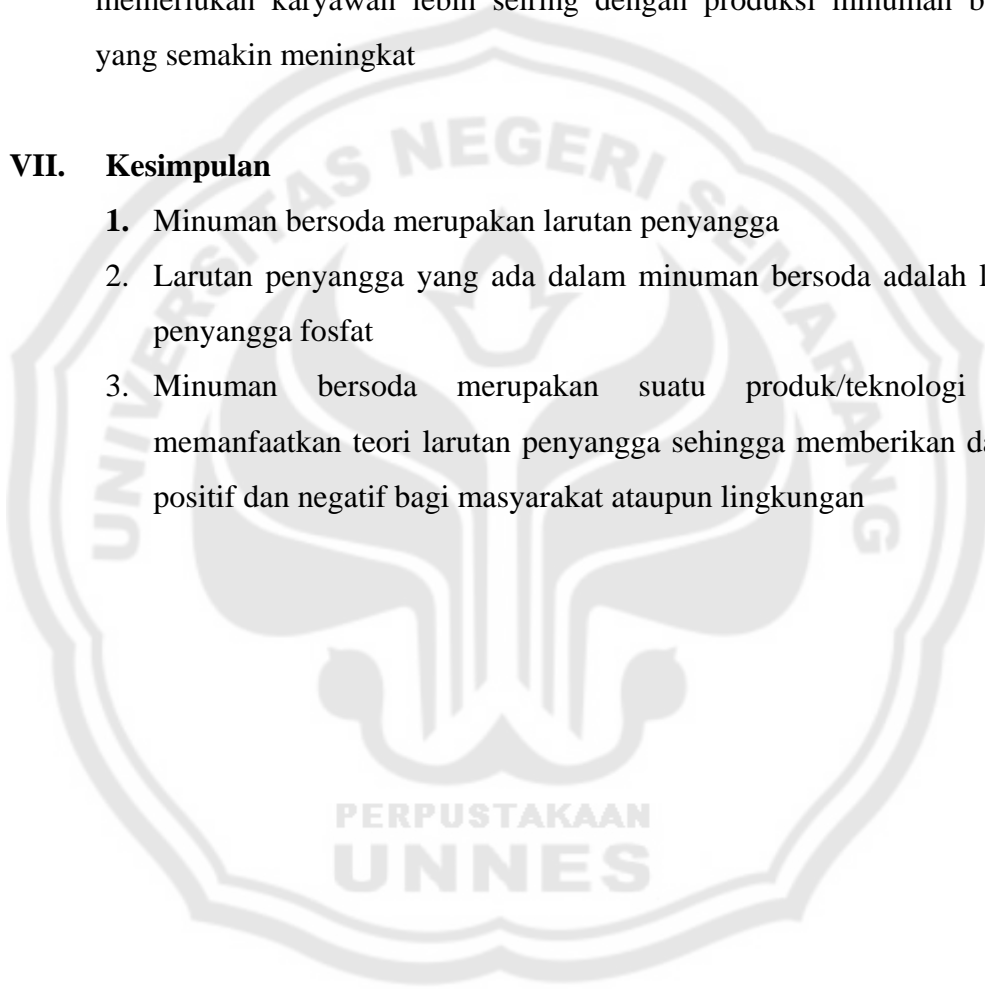 memerlukan karyawan lebih seiring dengan produksi minuman
yang semakin meningkat
VII. Kesimpulan
1. Minuman bersoda merupakan larutan penyangga
2. Larutan penyangga yang ada dalam minuman bersoda adalah
penyangga fosfat
3. Minuman bersoda merupakan suatu produk/teknologi
memanfaatkan teori larutan penyangga sehingga memberikan
positif dan negatif bagi masyarakat ataupun lingkungan
UNIVERSITAS NEGERI SEMARANG
PERPUSTAKAAN
UNNES